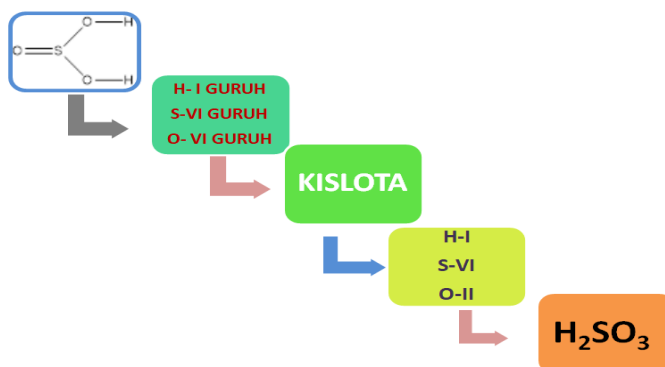 O—H
O=S
O—H
H- I GURUH
S-VI GURUH
O- VI GURUH
KISLOTA
H-I
S-VI
O-II
H₂SO₃